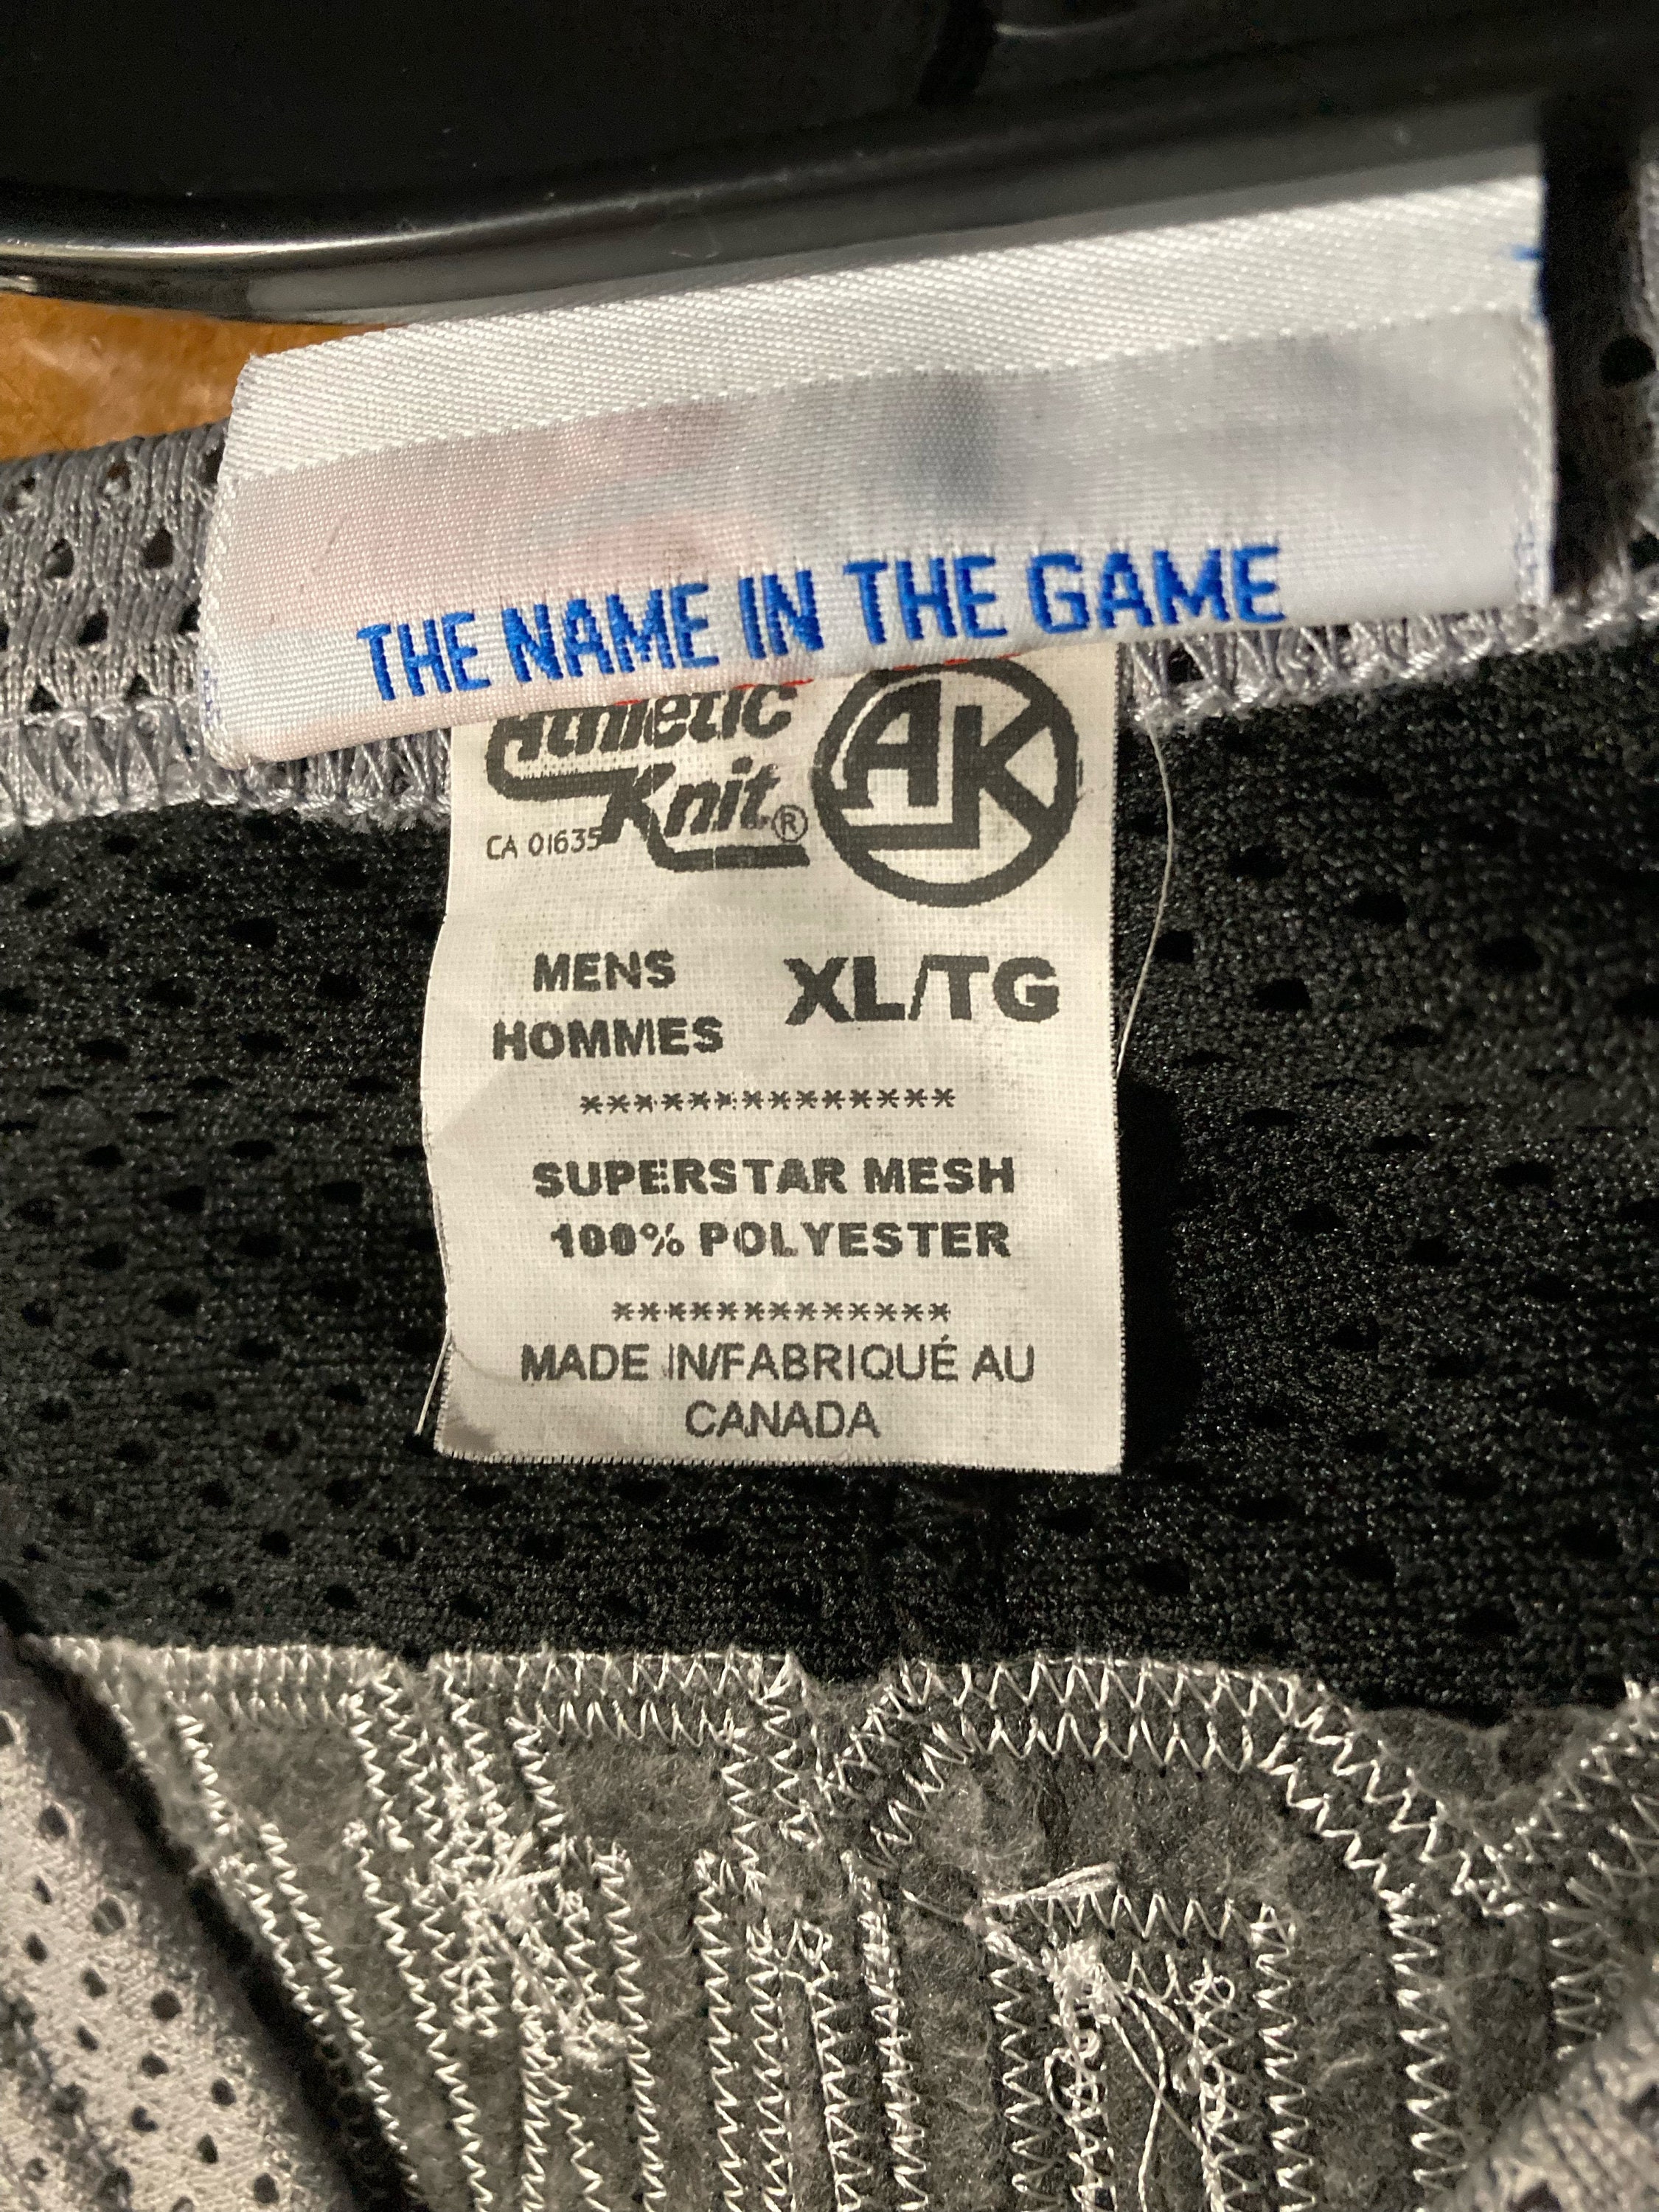 THE NAME IN THE GAME
Athletic
Knit®
AK
CA 01635
MENS
HOMMES
XL/TG
**************
SUPERSTAR MESH
100% POLYESTER
*************
MADE IN/FABRIQUÉ AU
CANADA